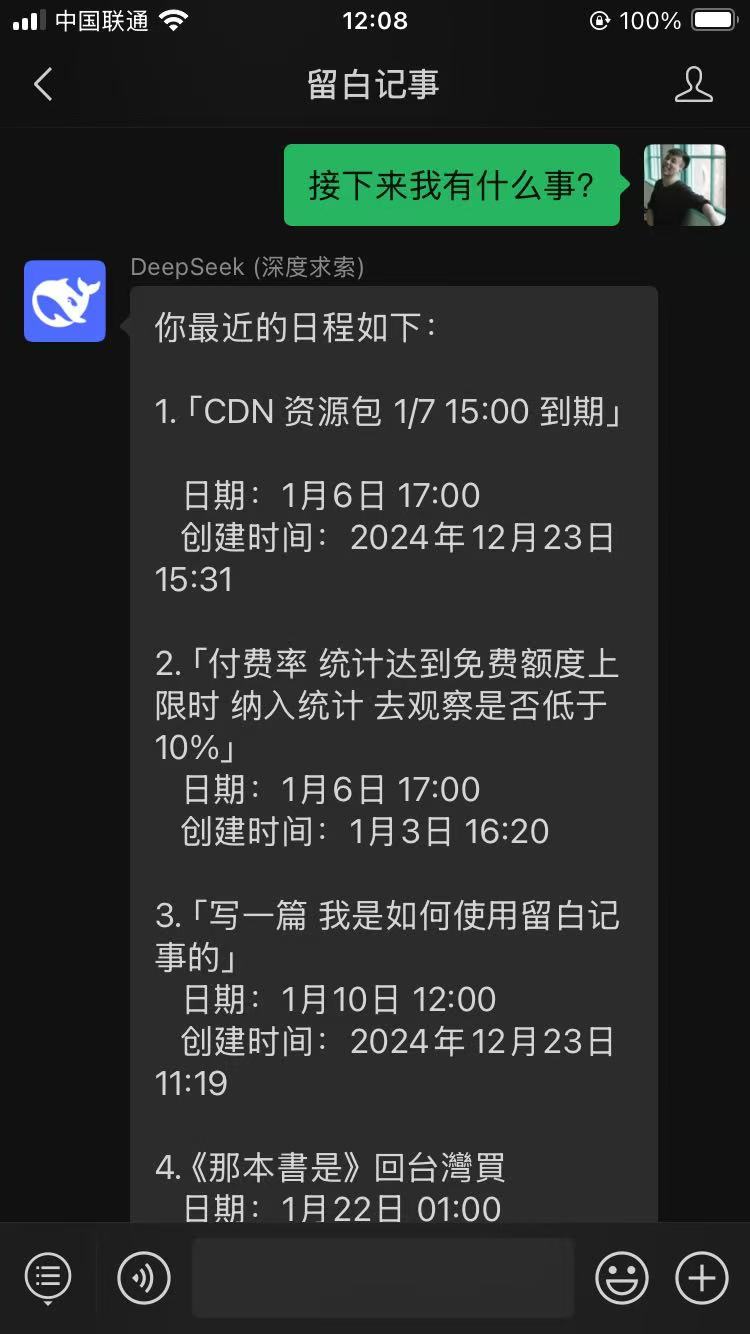 中国联通 12:08 100%
留白记事
接下来我有什么事?
DeepSeek (深度求索)
你最近的日程如下：
1.「CDN 资源包 1/7 15:00 到期」
日期：1月6日 17:00
创建时间：2024年12月23日
15:31
2.「付费率 统计达到免费额度上
限时 纳入统计 去观察是否低于
10%」
日期：1月6日 17:00
创建时间：1月3日 16:20
3.「写一篇 我是如何使用留白记
事的」
日期：1月10日 12:00
创建时间：2024年12月23日
11:19
4.《那本書是》回台灣買
日期：1月22日 01:00